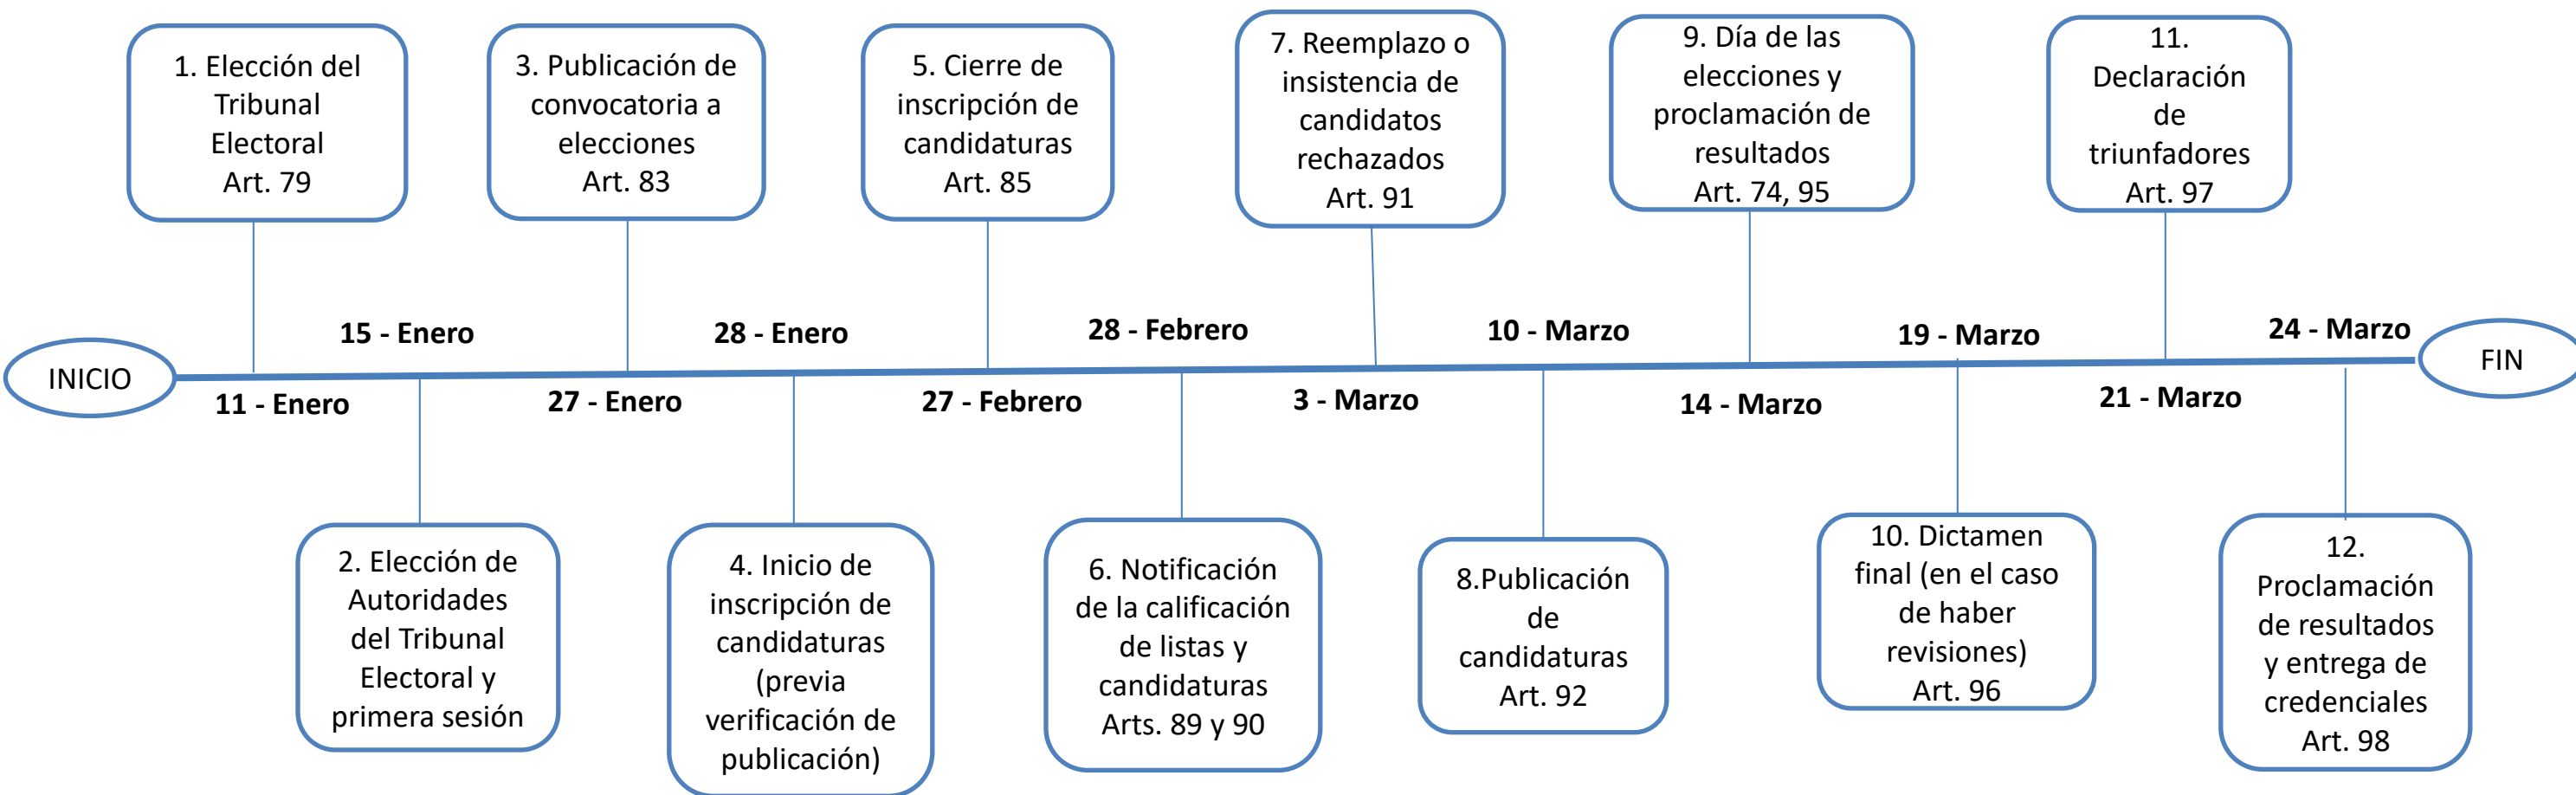 1. Elección del
Tribunal
Electoral
Art. 79
3. Publicación de
convocatoria a
elecciones
Art. 83
5. Cierre de
inscripción de
candidaturas
Art. 85
7. Reemplazo o
insistencia de
candidatos
rechazados
Art. 91
9. Día de las
elecciones y
proclamación de
resultados
Art. 74, 95
11.
Declaración
de
triunfadores
Art. 97
15 - Enero
28 - Enero
28 - Febrero
10 - Marzo
19 - Marzo
24 - Marzo
INICIO
FIN
11 - Enero
27 - Enero
27 - Febrero
3 - Marzo
14 - Marzo
21 - Marzo
2. Elección de
Autoridades
del Tribunal
Electoral y
primera sesión
4. Inicio de
inscripción de
candidaturas
(previa
verificación de
publicación)
6. Notificación
de la calificación
de listas y
candidaturas
Arts. 89 y 90
8.Publicación
de
candidaturas
Art. 92
10. Dictamen
final (en el caso
de haber
revisiones)
Art. 96
12.
Proclamación
de resultados
y entrega de
credenciales
Art. 98